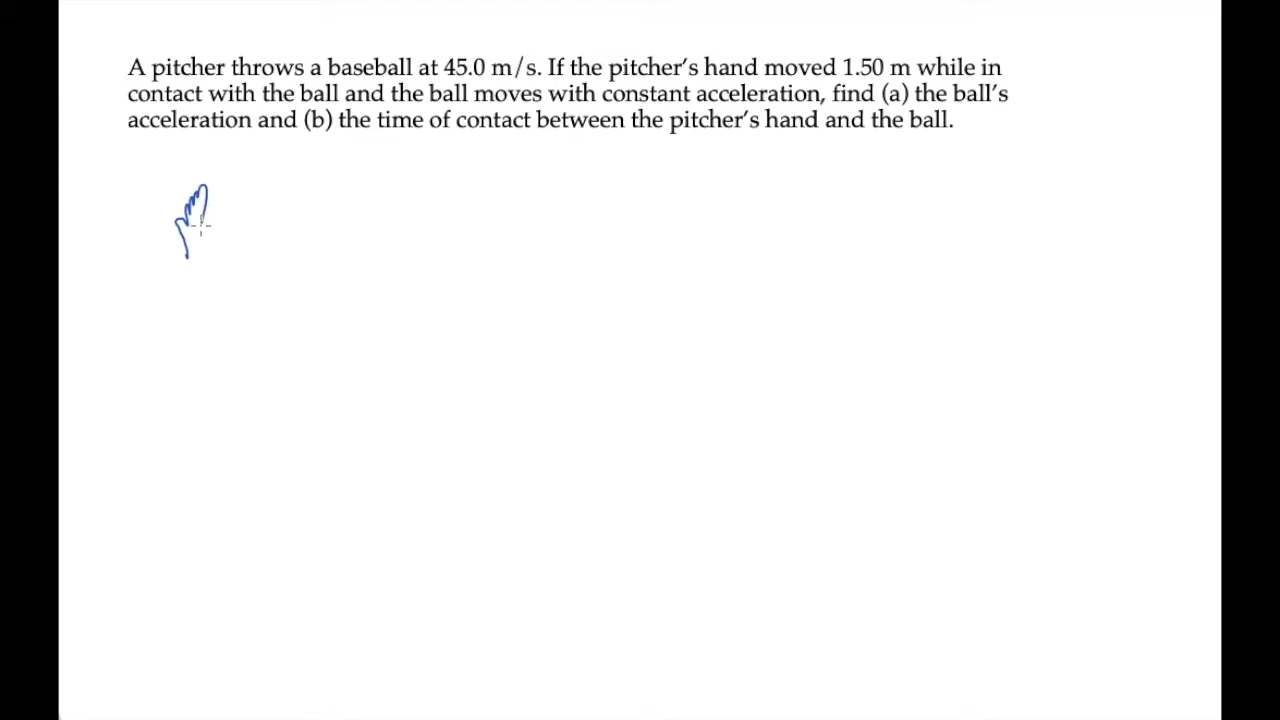 A pitcher throws a baseball at 45.0 m/s. If the pitcher's hand moved 1.50 m while in
contact with the ball and the ball moves with constant acceleration, find (a) the ball's
acceleration and (b) the time of contact between the pitcher's hand and the ball.